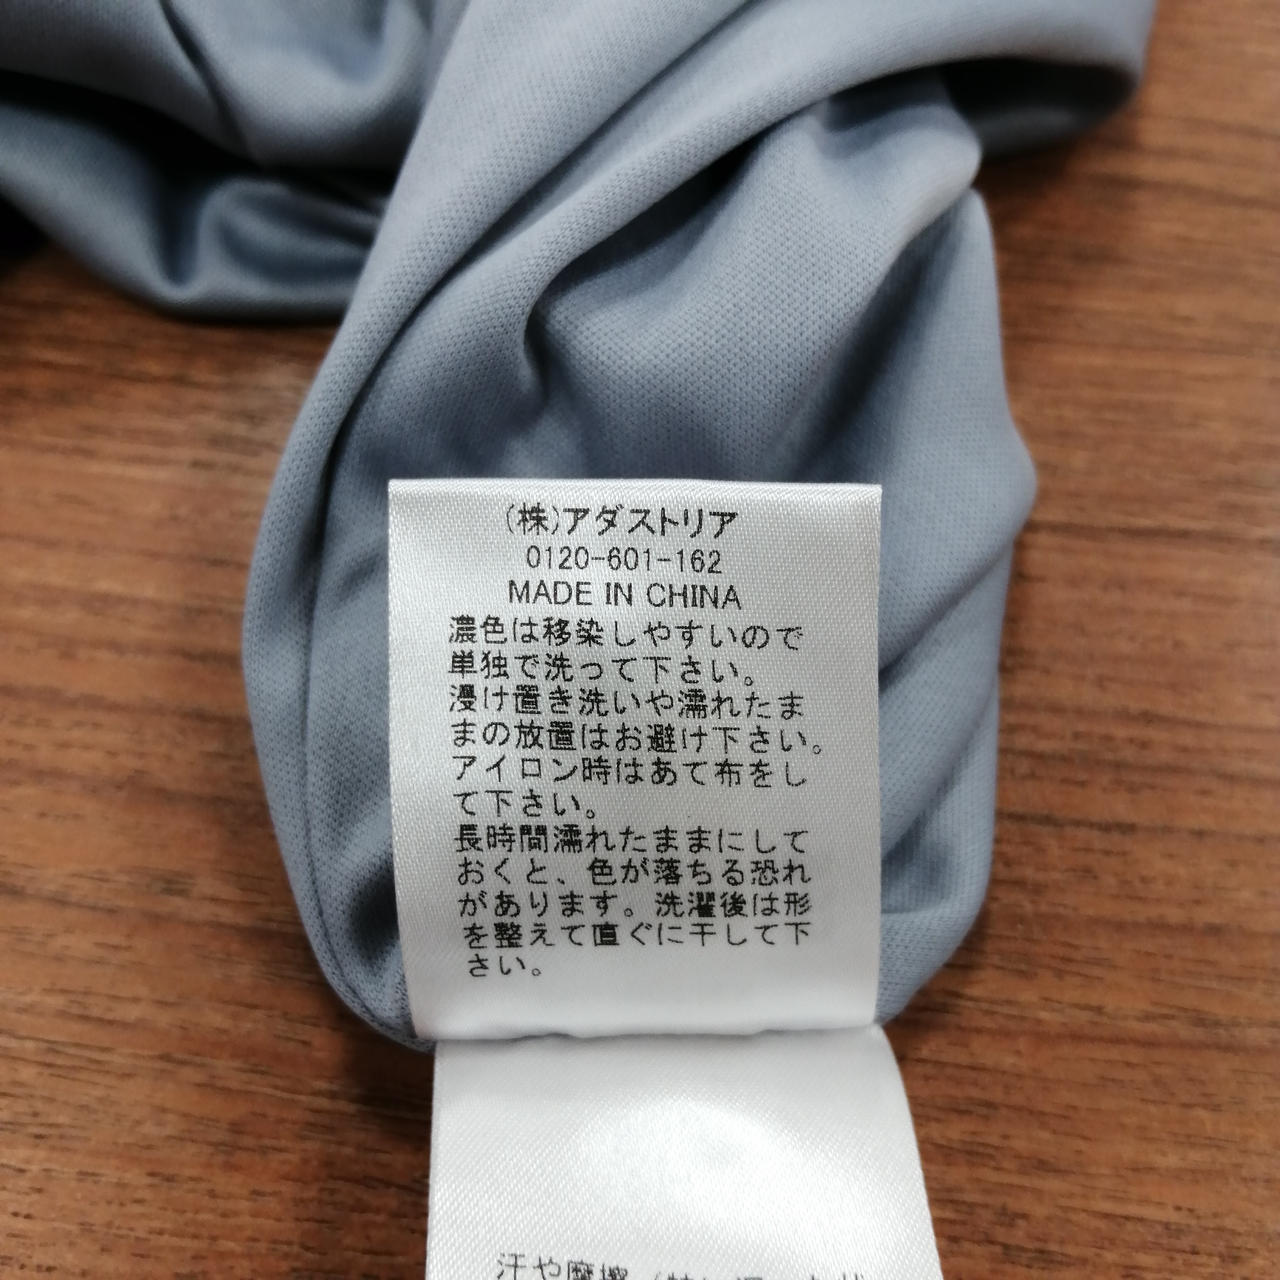 (株)アダストリア
0120-601-162
MADE IN CHINA
濃色は移染しやすいので
単独で洗って下さい。
浸け置き洗いや濡れたま
まの放置はお避け下さい。
アイロン時はあて布をし
て下さい。
長時間濡れたままにして
おくと、色が落ちる恐れ
があります。洗濯後は形
を整えて直ぐに干して下
さい。
汗や摩擦